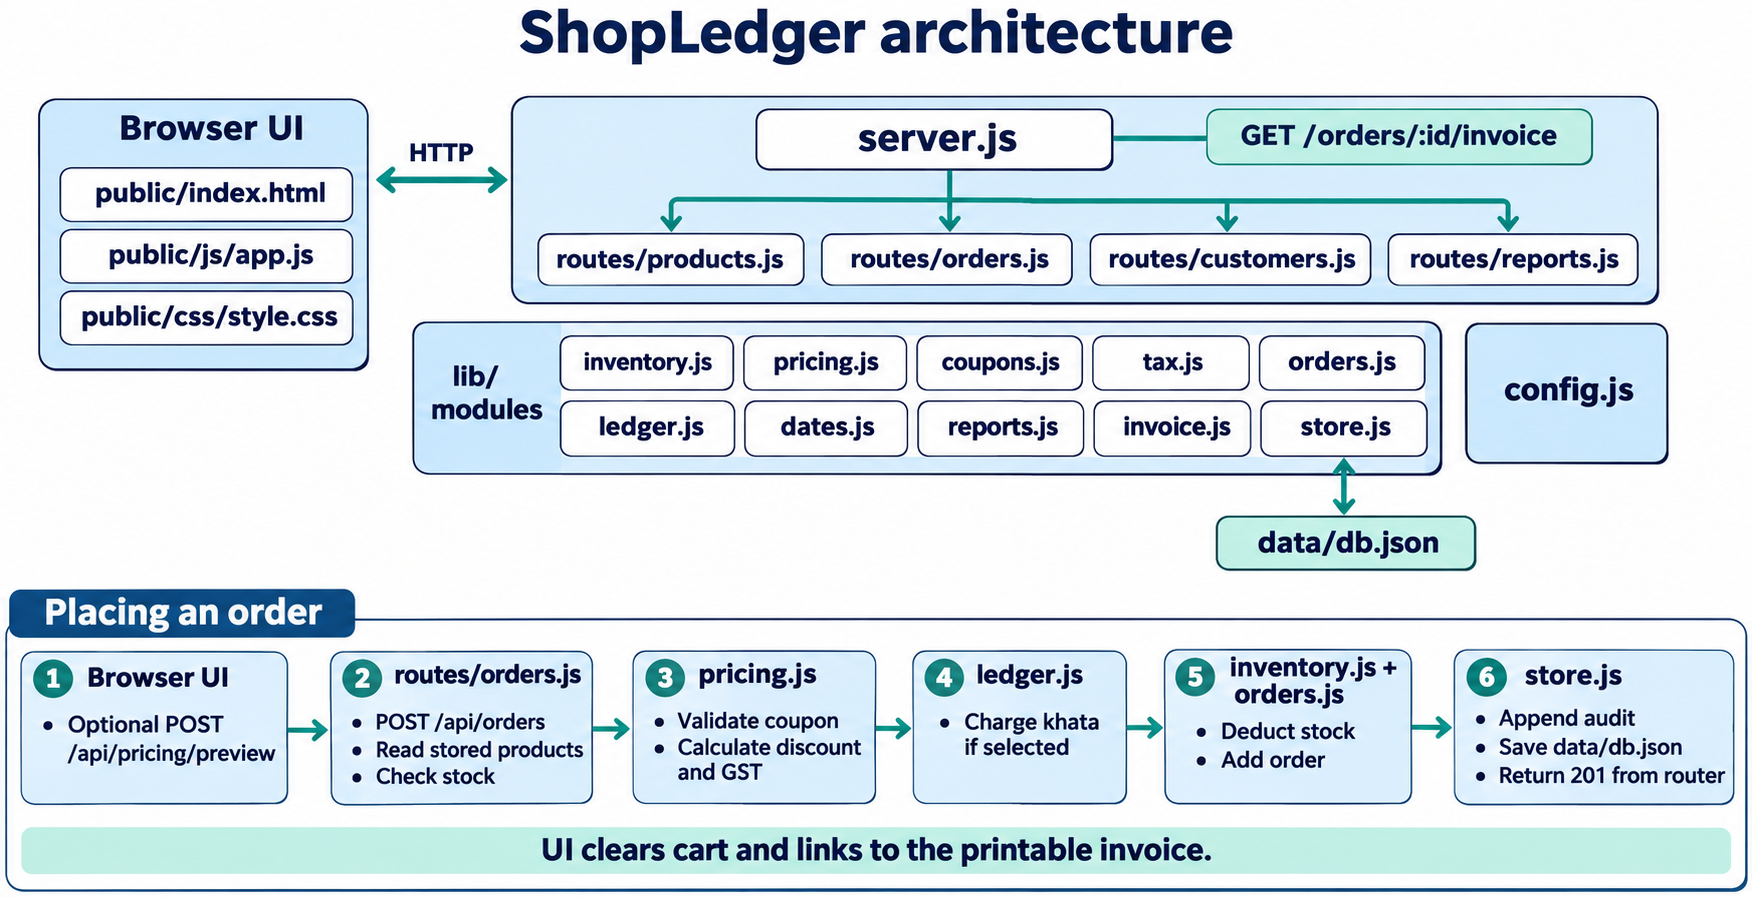 ShopLedger architecture
Browser UI
public/index.html
public/js/app.js
public/css/style.css
HTTP
server.js
GET /orders/:id/invoice
routes/products.js
routes/orders.js
routes/customers.js
routes/reports.js
lib/
modules
inventory.js
pricing.js
coupons.js
tax.js
orders.js
ledger.js
dates.js
reports.js
invoice.js
store.js
config.js
data/db.json
Placing an order
1 Browser UI
• Optional POST
/api/pricing/preview
2 routes/orders.js
• POST /api/orders
• Read stored products
• Check stock
3 pricing.js
• Validate coupon
• Calculate discount
and GST
4 ledger.js
• Charge khata
if selected
5 inventory.js +
orders.js
• Deduct stock
• Add order
6 store.js
• Append audit
• Save data/db.json
• Return 201 from router
UI clears cart and links to the printable invoice.